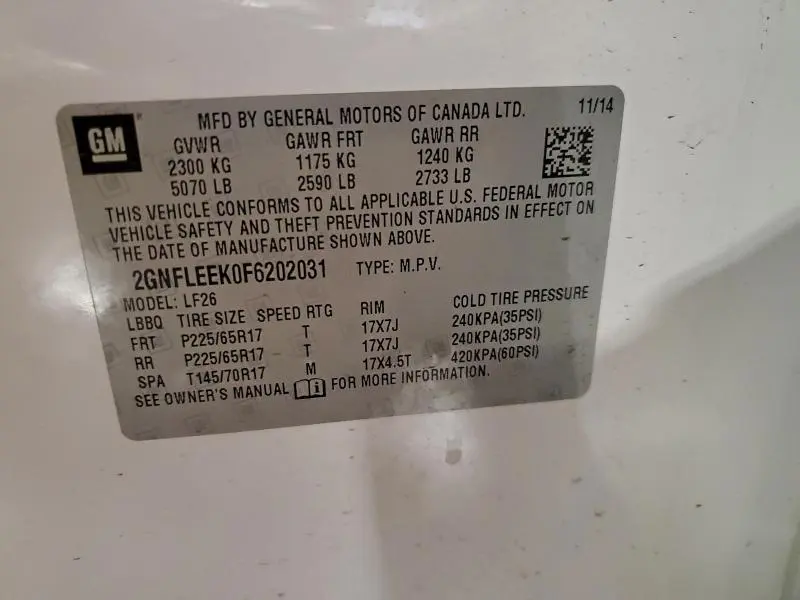 GM
MFD BY GENERAL MOTORS OF CANADA LTD. 11/14
GVWR GAWR FRT GAWR RR
2300 KG 1175 KG 1240 KG
5070 LB 2590 LB 2733 LB
THIS VEHICLE CONFORMS TO ALL APPLICABLE U.S. FEDERAL MOTOR
VEHICLE SAFETY AND THEFT PREVENTION STANDARDS IN EFFECT ON
THE DATE OF MANUFACTURE SHOWN ABOVE.
2GNFLEEK0F6202031 TYPE: M.P.V.
MODEL: LF26
LBBQ TIRE SIZE SPEED RTG RIM COLD TIRE PRESSURE
FRT P225/65R17 T 17X7J 240KPA(35PSI)
RR P225/65R17 T 17X7J 240KPA(35PSI)
SPA T145/70R17 M 17X4.5T 420KPA(60PSI)
SEE OWNER'S MANUAL i FOR MORE INFORMATION.